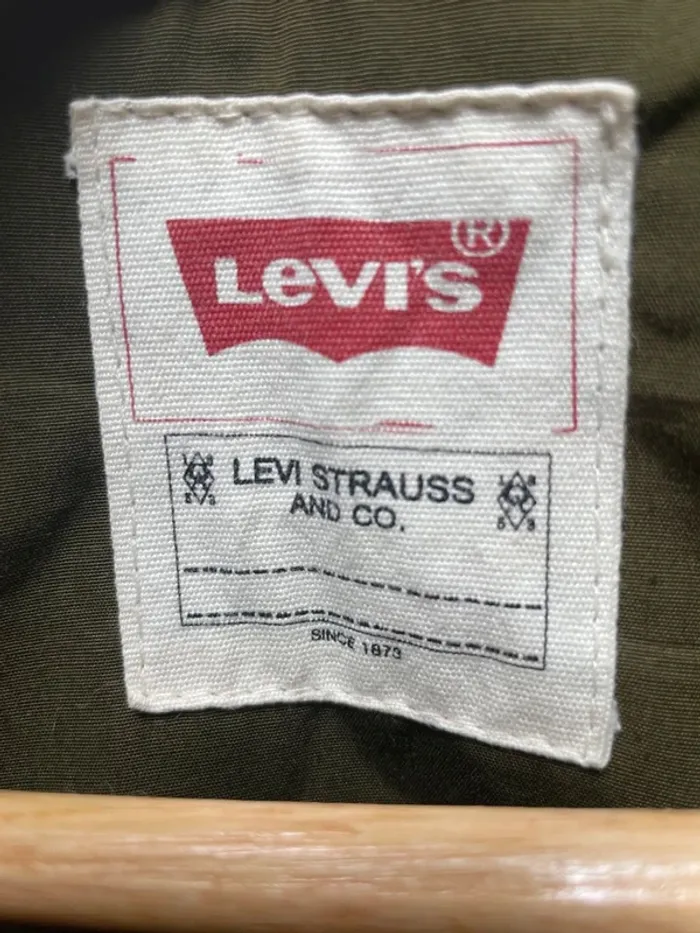 LEVI'S®
LEVI STRAUSS
AND CO.
SINCE 1873